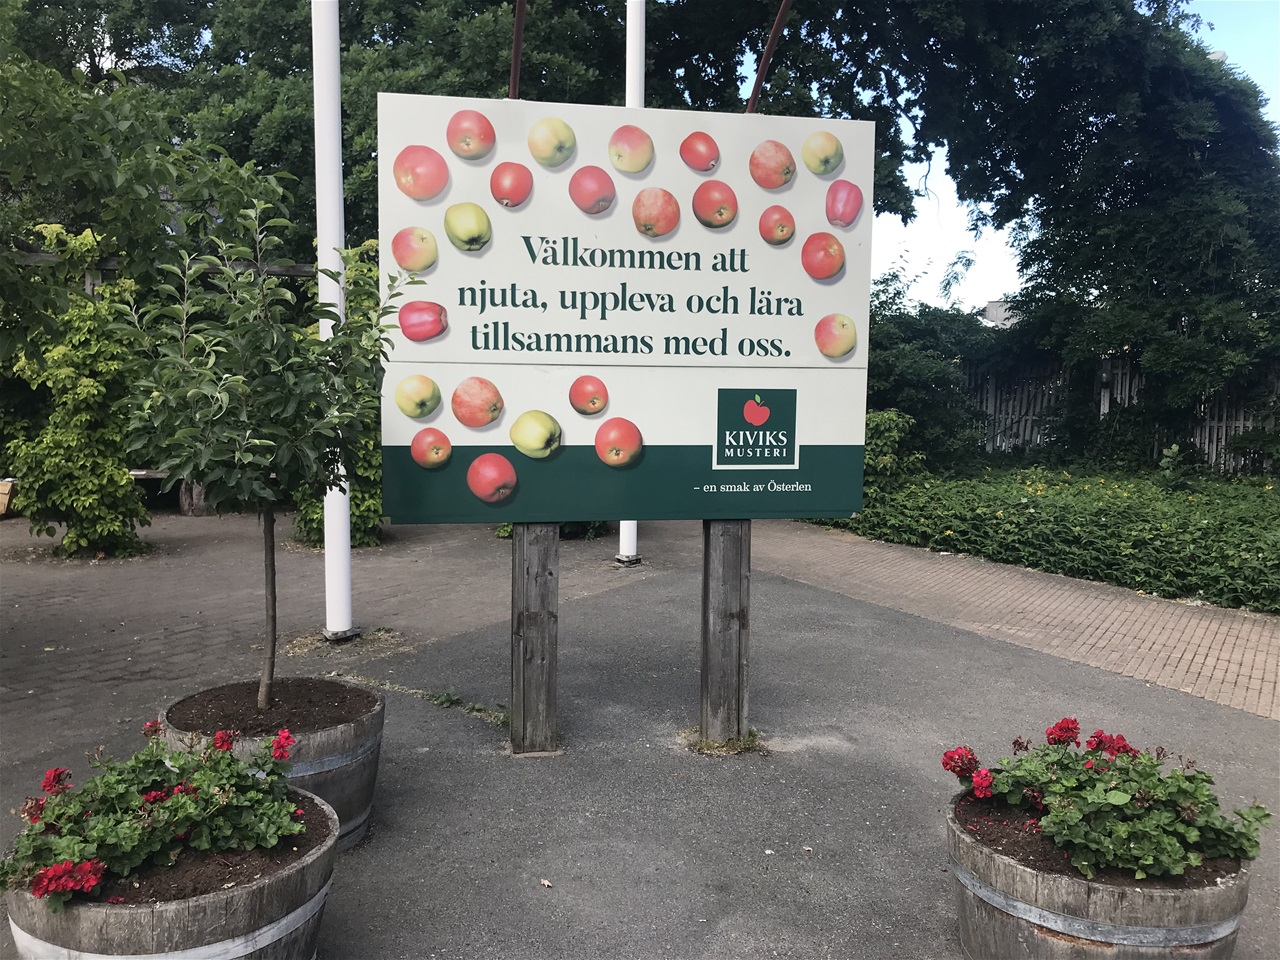 Välkommen att
njuta, uppleva och lära
tillsammans med oss.
KIVIKS
MUSTERI
– en smak av Österlen